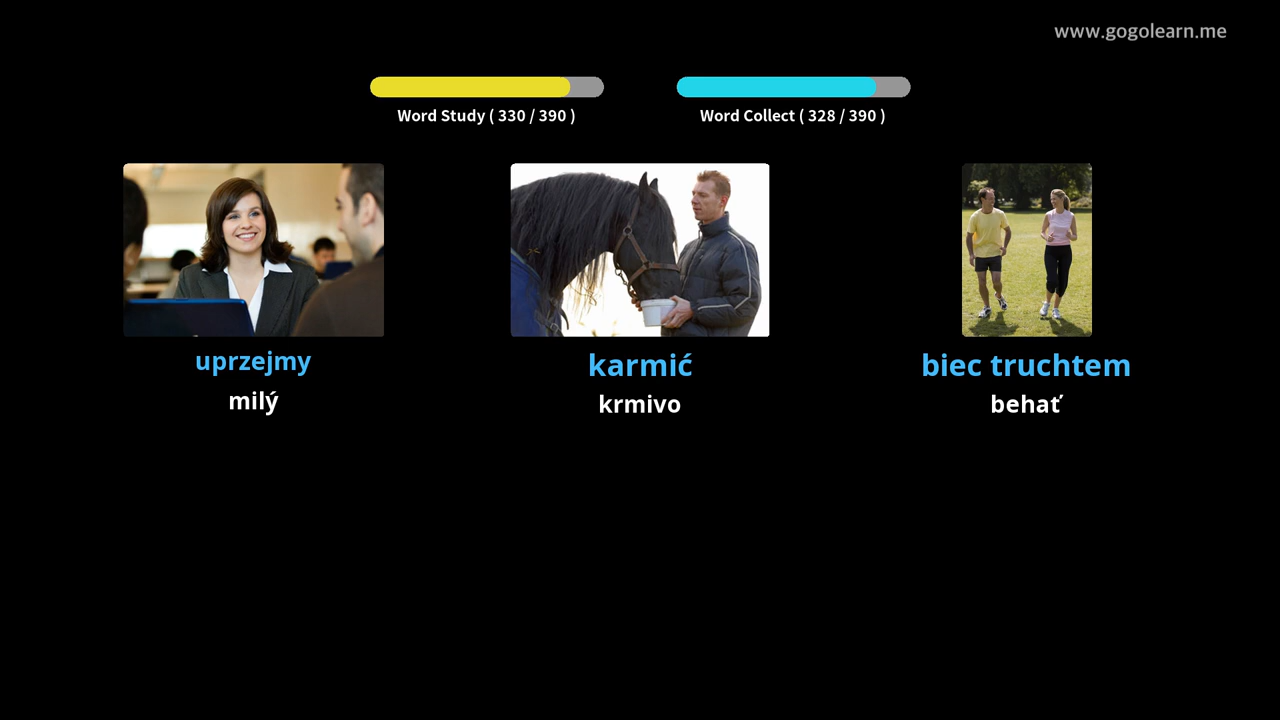 www.gogolearn.me
Word Study ( 330 / 390 )
Word Collect ( 328 / 390 )
uprzejmy
karmić
biec truchtem
milý
krmivo
behať